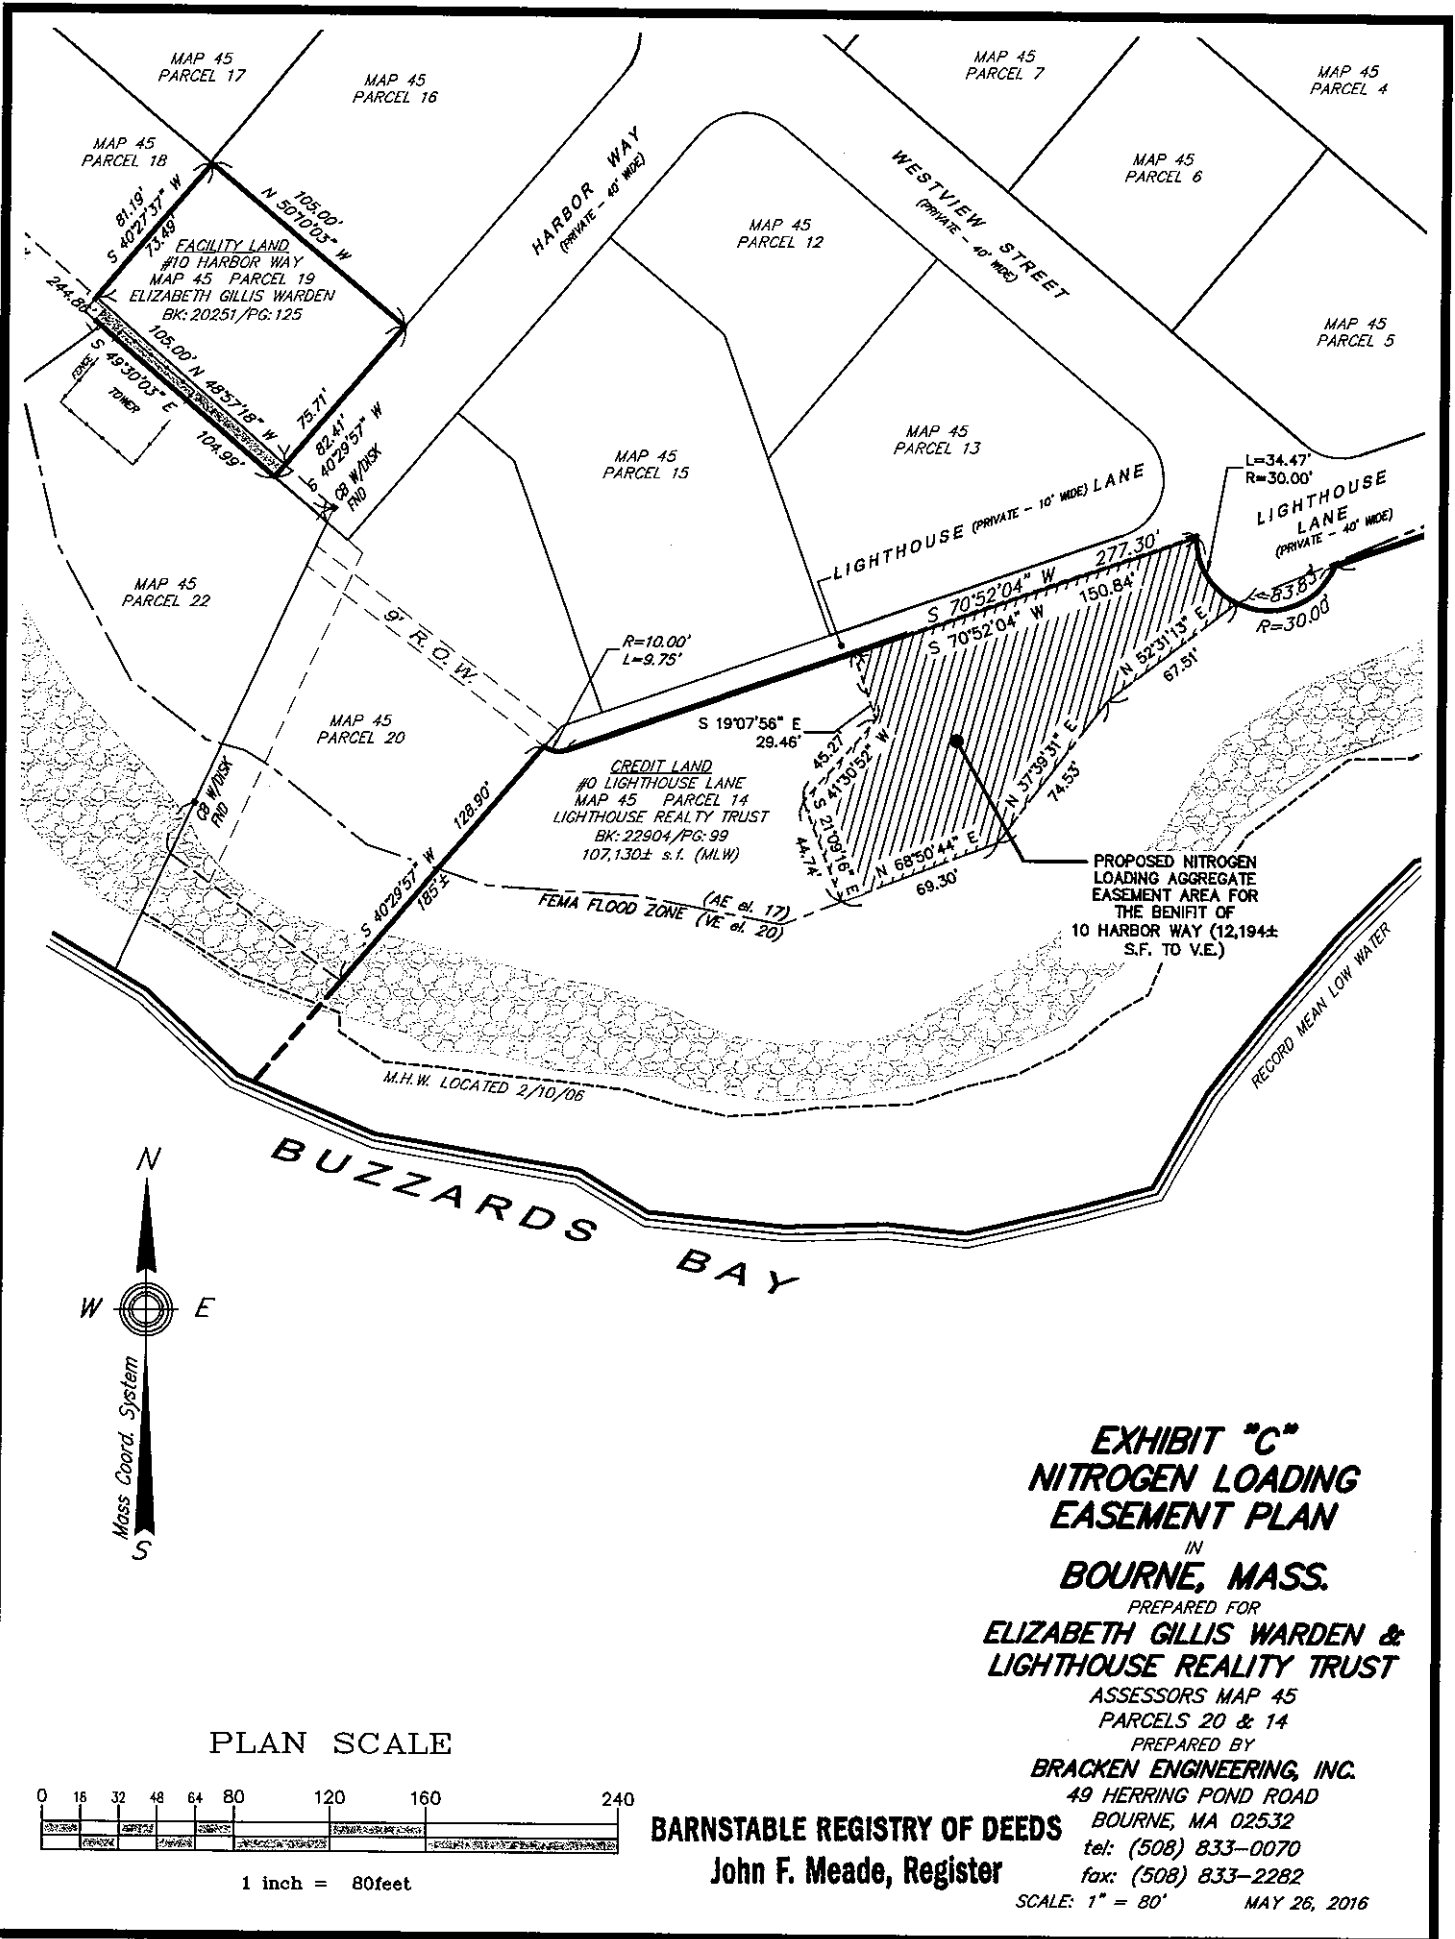 MAP 45
PARCEL 17
MAP 45
PARCEL 16
MAP 45
PARCEL 7
MAP 45
PARCEL 4
MAP 45
PARCEL 18
MAP 45
PARCEL 6
HARBOR WAY
(PRIVATE - 40' WIDE)
WESTVIEW STREET
(PRIVATE - 40' WIDE)
81.19'
S 40°27'37" W
73.49'
105.00'
N 50°10'03" W
FACILITY LAND
#10 HARBOR WAY
MAP 45 PARCEL 19
ELIZABETH GILLIS WARDEN
BK: 20251/PG: 125
MAP 45
PARCEL 12
MAP 45
PARCEL 5
244.86'
105.00' N 48°57'18" W
S 49°30'03" E
104.99'
FENCE
TOWER
75.71'
82.41'
S 40°29'57" W
CB W/DISK
FND
MAP 45
PARCEL 15
MAP 45
PARCEL 13
L=34.47'
R=30.00'
LIGHTHOUSE
LANE
(PRIVATE - 40' WIDE)
LIGHTHOUSE (PRIVATE - 10' WIDE) LANE
S 70°52'04" W 277.30'
S 70°52'04" W 150.84'
L=83.83'
R=30.00'
MAP 45
PARCEL 22
9' R.O.W.
R=10.00'
L=9.75'
N 52°31'13" E
67.51'
MAP 45
PARCEL 20
S 19°07'56" E
29.46'
45.27'
S 41°30'52" W
N 37°39'31" E
74.53'
CREDIT LAND
#0 LIGHTHOUSE LANE
MAP 45 PARCEL 14
LIGHTHOUSE REALTY TRUST
BK: 22904/PG: 99
107,130± s.f. (MLW)
CB W/DISK
FND
128.90'
S 40°29'57" W
185'±
S 21°09'16" E
44.74'
N 68°50'44" E
69.30'
FEMA FLOOD ZONE (AE el. 17)
(VE el. 20)
PROPOSED NITROGEN
LOADING AGGREGATE
EASEMENT AREA FOR
THE BENIFIT OF
10 HARBOR WAY (12,194±
S.F. TO V.E.)
RECORD MEAN LOW WATER
M.H.W. LOCATED 2/10/06
BUZZARDS BAY
N
W E
S
Mass Coord. System
EXHIBIT "C"
NITROGEN LOADING
EASEMENT PLAN
IN
BOURNE, MASS.
PREPARED FOR
ELIZABETH GILLIS WARDEN &
LIGHTHOUSE REALITY TRUST
ASSESSORS MAP 45
PARCELS 20 & 14
PREPARED BY
BRACKEN ENGINEERING, INC.
49 HERRING POND ROAD
BOURNE, MA 02532
tel: (508) 833-0070
fax: (508) 833-2282
SCALE: 1" = 80' MAY 26, 2016
PLAN SCALE
0 16 32 48 64 80 120 160 240
1 inch = 80feet
BARNSTABLE REGISTRY OF DEEDS
John F. Meade, Register